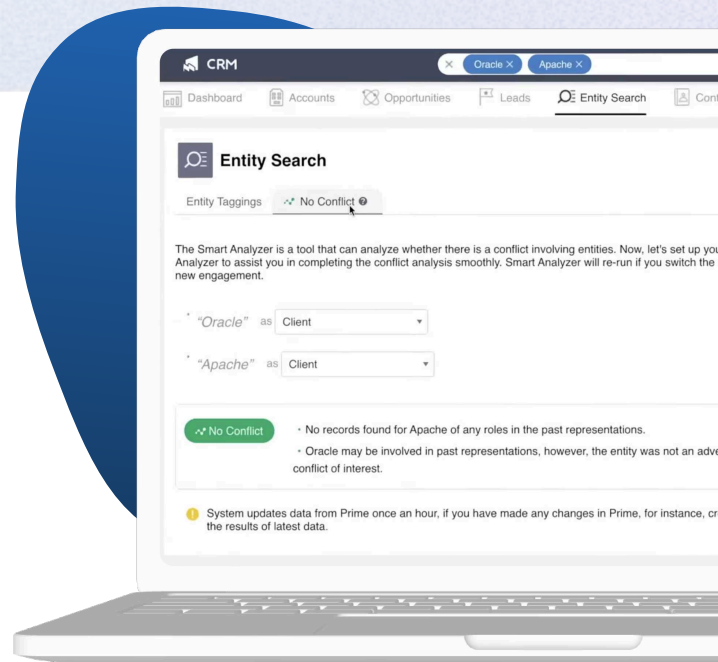 CRM
× Oracle × Apache ×
Dashboard Accounts Opportunities Leads Entity Search
Entity Search
Entity Taggings No Conflict
The Smart Analyzer is a tool that can analyze whether there is a conflict involving entities. Now, let's set up
Analyzer to assist you in completing the conflict analysis smoothly. Smart Analyzer will re-run if you switch the
new engagement.
* "Oracle" as Client
* "Apache" as Client
No Conflict
· No records found for Apache of any roles in the past representations.
· Oracle may be involved in past representations, however, the entity was not an
conflict of interest.
System updates data from Prime once an hour, if you have made any changes in Prime, for instance,
the results of latest data.